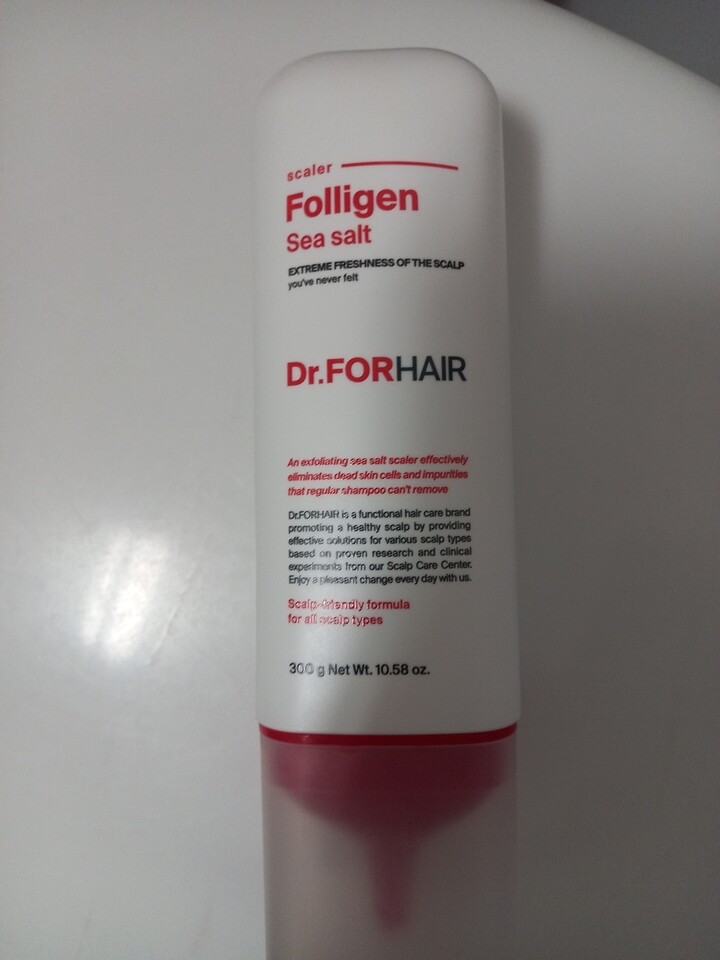 scaler
Folligen
Sea salt
EXTREME FRESHNESS OF THE SCALP
you've never felt
Dr.FORHAIR
An exfoliating sea salt scaler effectively
eliminates dead skin cells and impurities
that regular shampoo can't remove
Dr.FORHAIR is a functional hair care brand
promoting a healthy scalp by providing
effective solutions for various scalp types
based on proven research and clinical
experiments from our Scalp Care Center.
Enjoy a pleasant change every day with us.
Scalp-friendly formula
for all scalp types
300 g Net Wt. 10.58 oz.